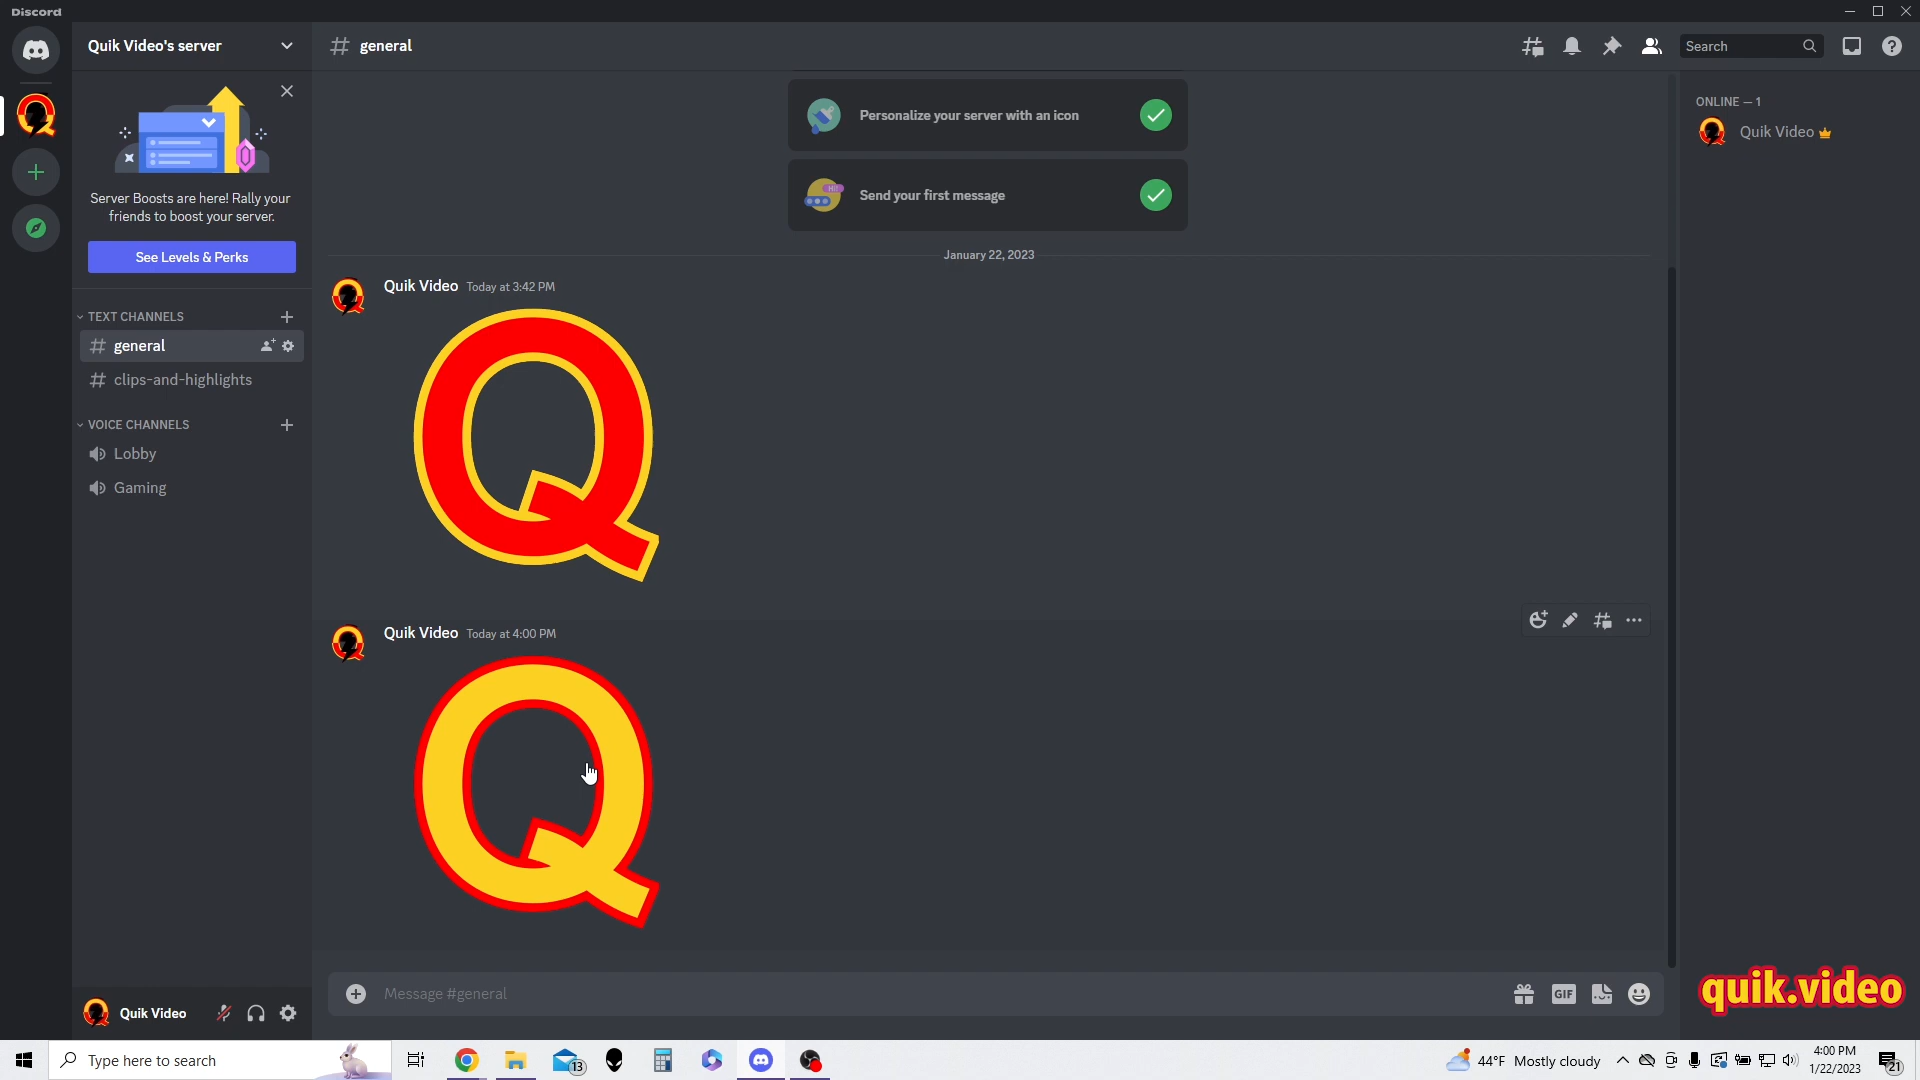 Discord
Quik Video's server
general
Search
Server Boosts are here! Rally your
friends to boost your server.
See Levels & Perks
TEXT CHANNELS
general
clips-and-highlights
VOICE CHANNELS
Lobby
Gaming
Quik Video
Personalize your server with an icon
Hi!
Send your first message
January 22, 2023
Quik Video Today at 3:42 PM
Q
Quik Video Today at 4:00 PM
Q
Message #general
GIF
ONLINE — 1
Quik Video
quik.video
Type here to search
13
44°F Mostly cloudy
4:00 PM
1/22/2023
21